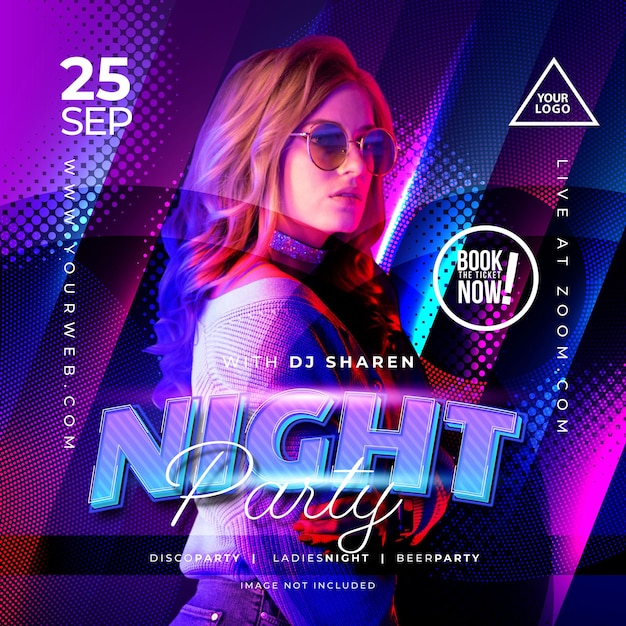 25
SEP
YOUR
LOGO
WWW.YOURWEB.COM
LIVE AT ZOOM.COM
BOOK
THE TICKET
NOW!
WITH DJ SHAREN
NIGHT
Party
DISCOPARTY | LADIESNIGHT | BEERPARTY
IMAGE NOT INCLUDED